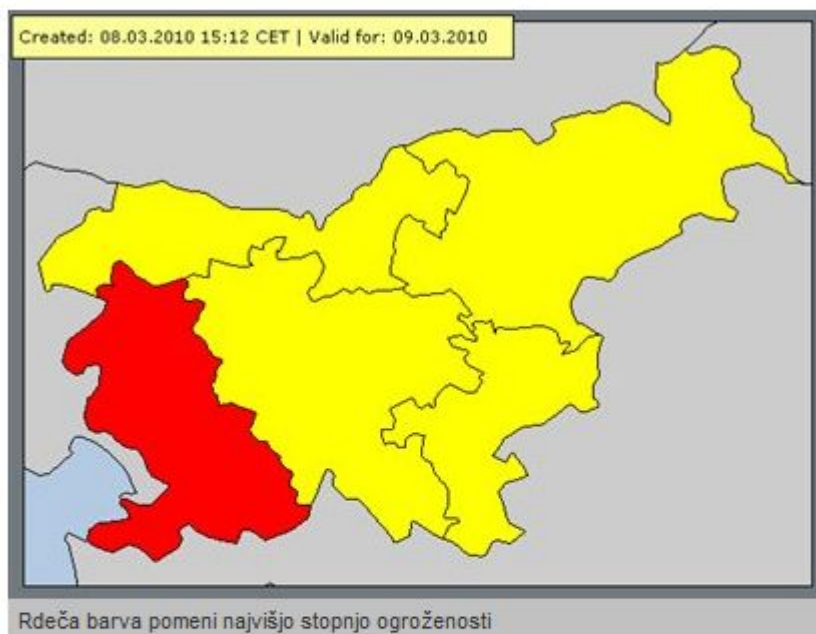 Created: 08.03.2010 15:12 CET | Valid for: 09.03.2010
Rdeča barva pomeni najvišjo stopnjo ogroženosti